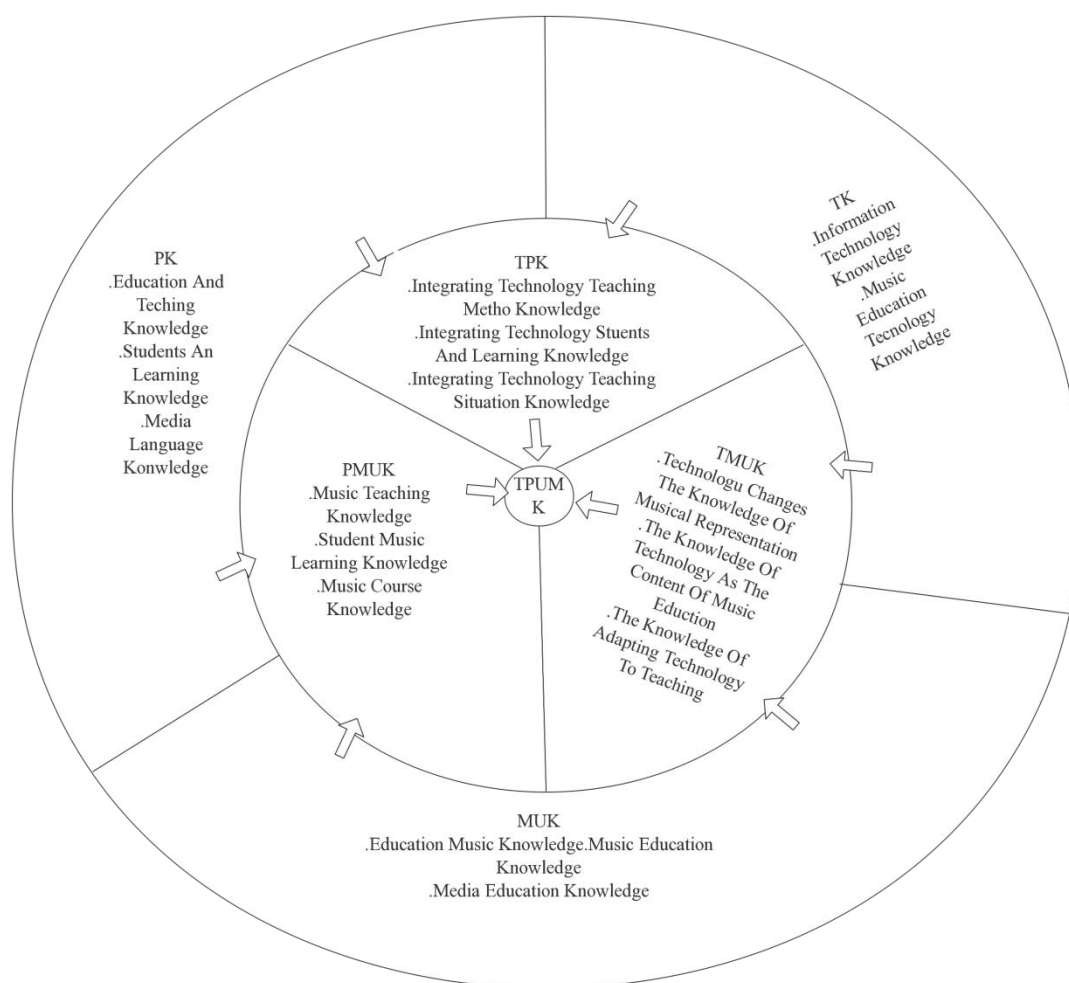 PK
.Education And
Teching
Knowledge
.Students An
Learning
Knowledge
.Media
Language
Konwledge
TPK
.Integrating Technology Teaching
Metho Knowledge
.Integrating Technology Stuents
And Learning Knowledge
.Integrating Technology Teaching
Situation Knowledge
TK
.Information
Technology
Knowledge
.Music
Education
Tecnology
Knowledge
PMUK
.Music Teaching
Knowledge
.Student Music
Learning Knowledge
.Music Course
Knowledge
TPUM
K
TMUK
.Technologu Changes
The Knowledge Of
Musical Representation
.The Knowledge Of
Technology As The
Content Of Music
Eduction
.The Knowledge Of
Adapting Technology
To Teaching
MUK
.Education Music Knowledge.Music Education
Knowledge
.Media Education Knowledge